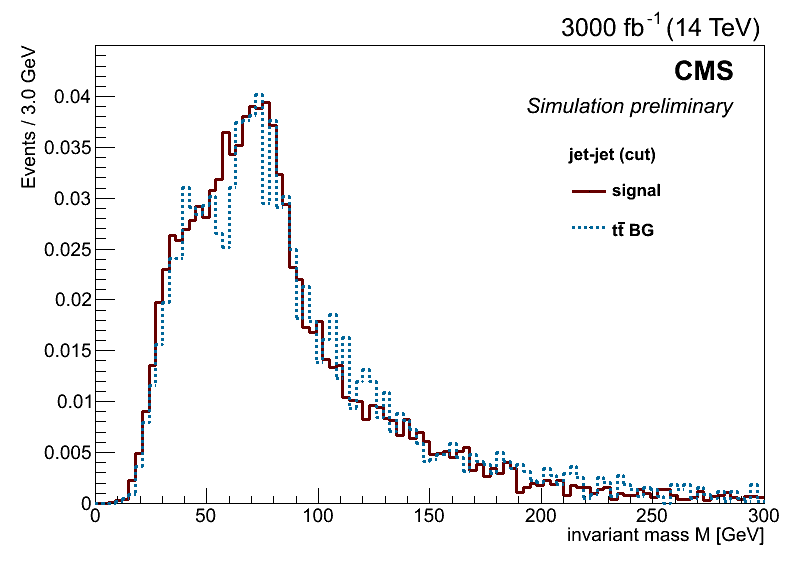 3000 fb-1 (14 TeV)
CMS
Simulation preliminary
jet-jet (cut)
signal
tt̄ BG
Events / 3.0 GeV
0.04
0.035
0.03
0.025
0.02
0.015
0.01
0.005
0
0 50 100 150 200 250 300
invariant mass M [GeV]